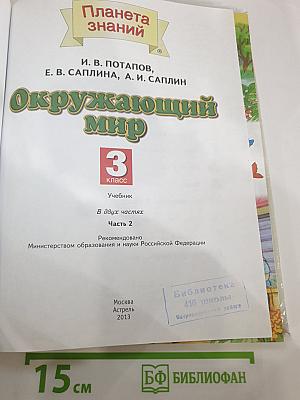 Планета
знаний
И. В. ПОТАПОВ,
Е. В. САПЛИНА, А. И. САПЛИН
Окружающий
мир
3
класс
Учебник
В двух частях
Часть 2
Рекомендовано
Министерством образования и науки Российской Федерации
Библиотека
школы
Москва
Астрель
2013
15 см
БФ БИБЛИОФАН